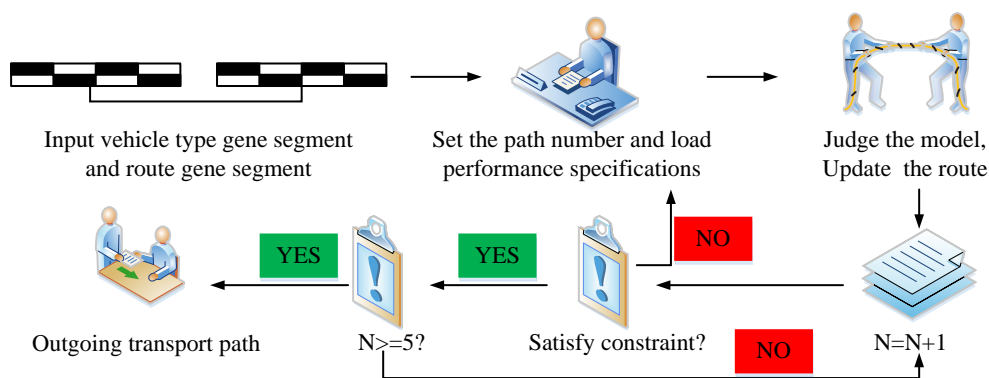 Input vehicle type gene segment
and route gene segment
Set the path number and load
performance specifications
Judge the model,
Update the route
NO
YES
YES
Outgoing transport path
N>=5?
Satisfy constraint?
NO
N=N+1